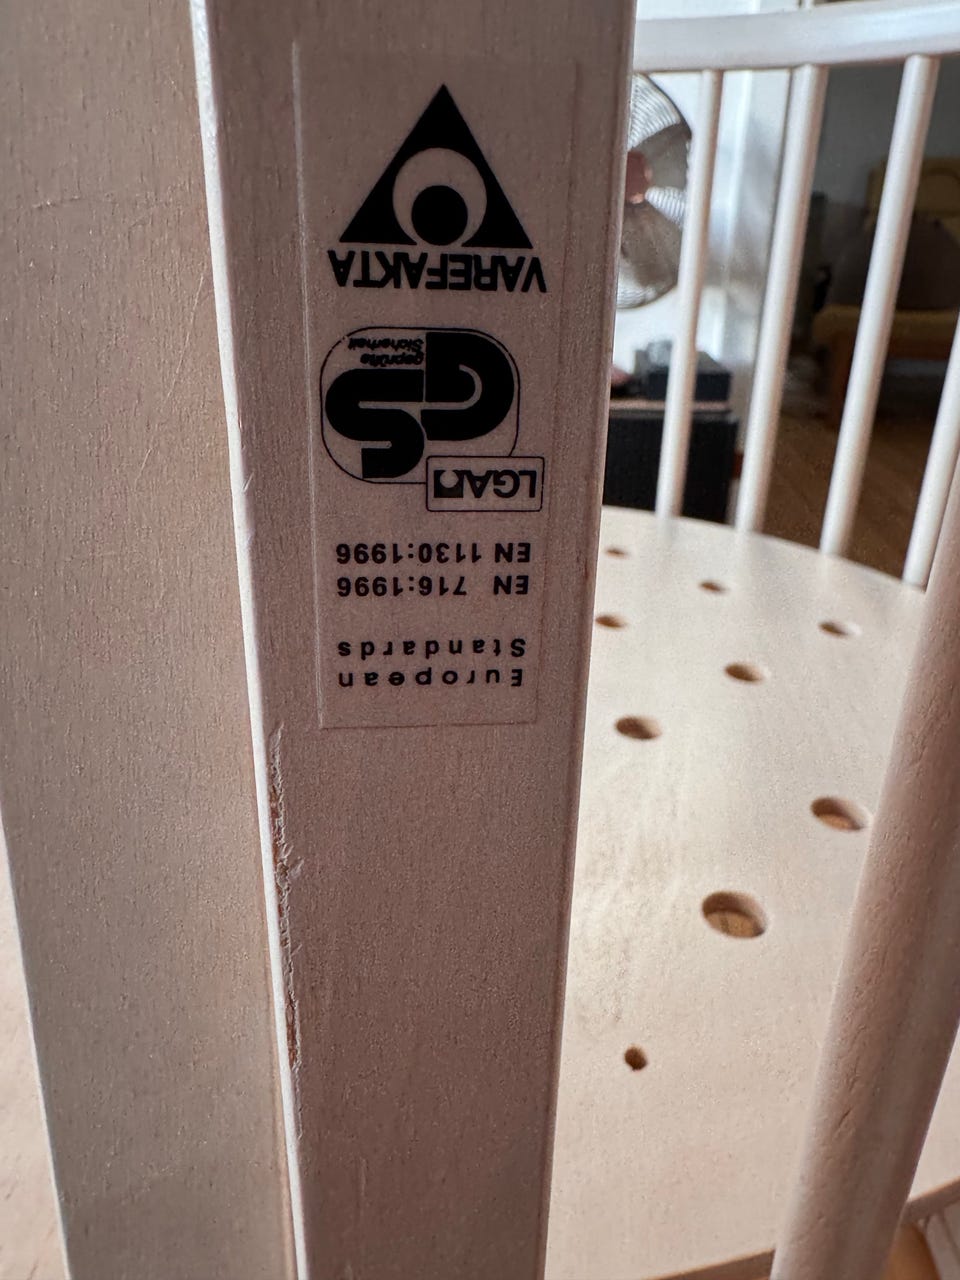 European
Standards
EN 716:1996
EN 1130:1996
LGA
GS
geprüfte
Sicherheit
VAREFAKTA